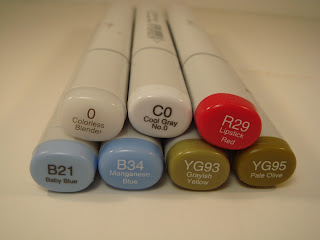 0
Colorless
Blender
C0
Cool Gray
No.0
R29
Lipstick
Red
B21
Baby Blue
B34
Manganese
Blue
YG93
Grayish
Yellow
YG95
Pale Olive